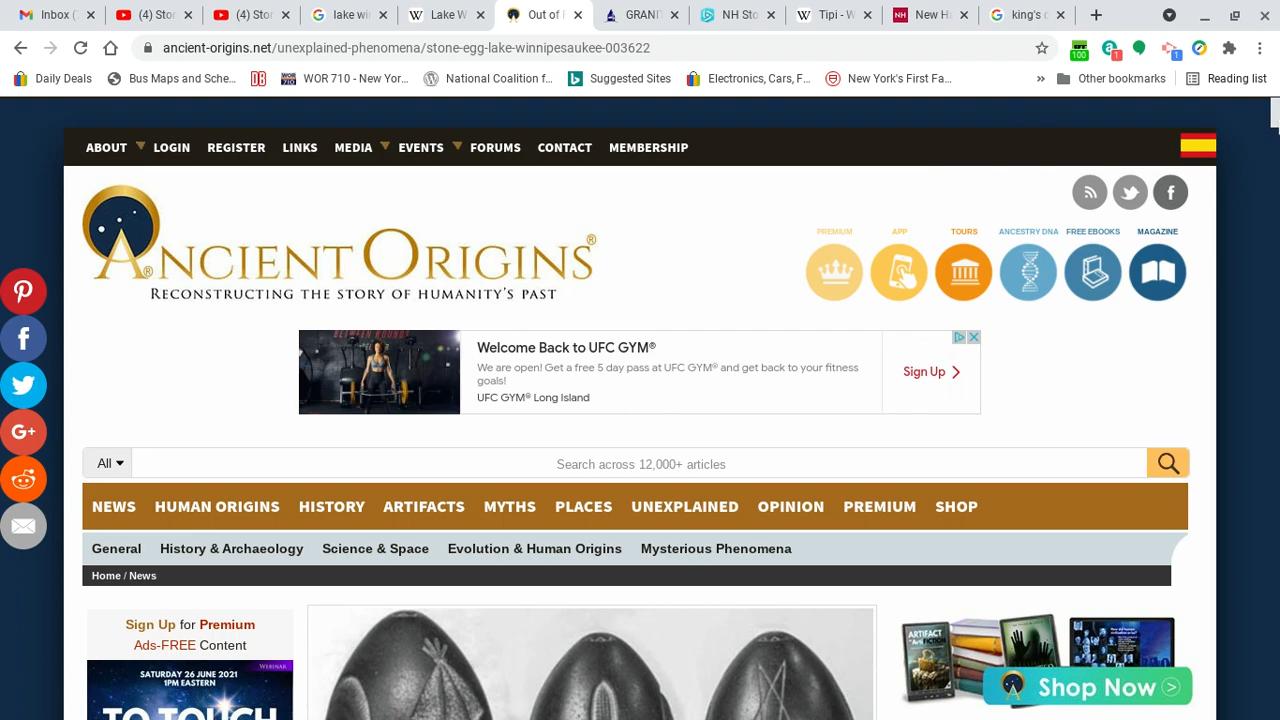 Inbox (
(4) Stor
(4) Stor
lake win
Lake W
Out of P
GRANIT
NH Sto
Tipi - W
New H
king's c
ancient-origins.net/unexplained-phenomena/stone-egg-lake-winnipesaukee-003622
100
1
1
Daily Deals
Bus Maps and Sche...
WOR 710 - New Yor...
National Coalition f...
Suggested Sites
Electronics, Cars, F...
New York's First Fa...
»
Other bookmarks
Reading list
ABOUT LOGIN REGISTER LINKS MEDIA EVENTS FORUMS CONTACT MEMBERSHIP
ANCIENT ORIGINS®
RECONSTRUCTING THE STORY OF HUMANITY'S PAST
PREMIUM APP TOURS ANCESTRY DNA FREE EBOOKS MAGAZINE
Welcome Back to UFC GYM®
We are open! Get a free 5 day pass at UFC GYM® and get back to your fitness
goals!
UFC GYM® Long Island
Sign Up
All
Search across 12,000+ articles
NEWS HUMAN ORIGINS HISTORY ARTIFACTS MYTHS PLACES UNEXPLAINED OPINION PREMIUM SHOP
General History & Archaeology Science & Space Evolution & Human Origins Mysterious Phenomena
Home / News
Sign Up for Premium
Ads-FREE Content
WEBINAR
SATURDAY 26 JUNE 2021
1PM EASTERN
TO TOUCH
Shop Now